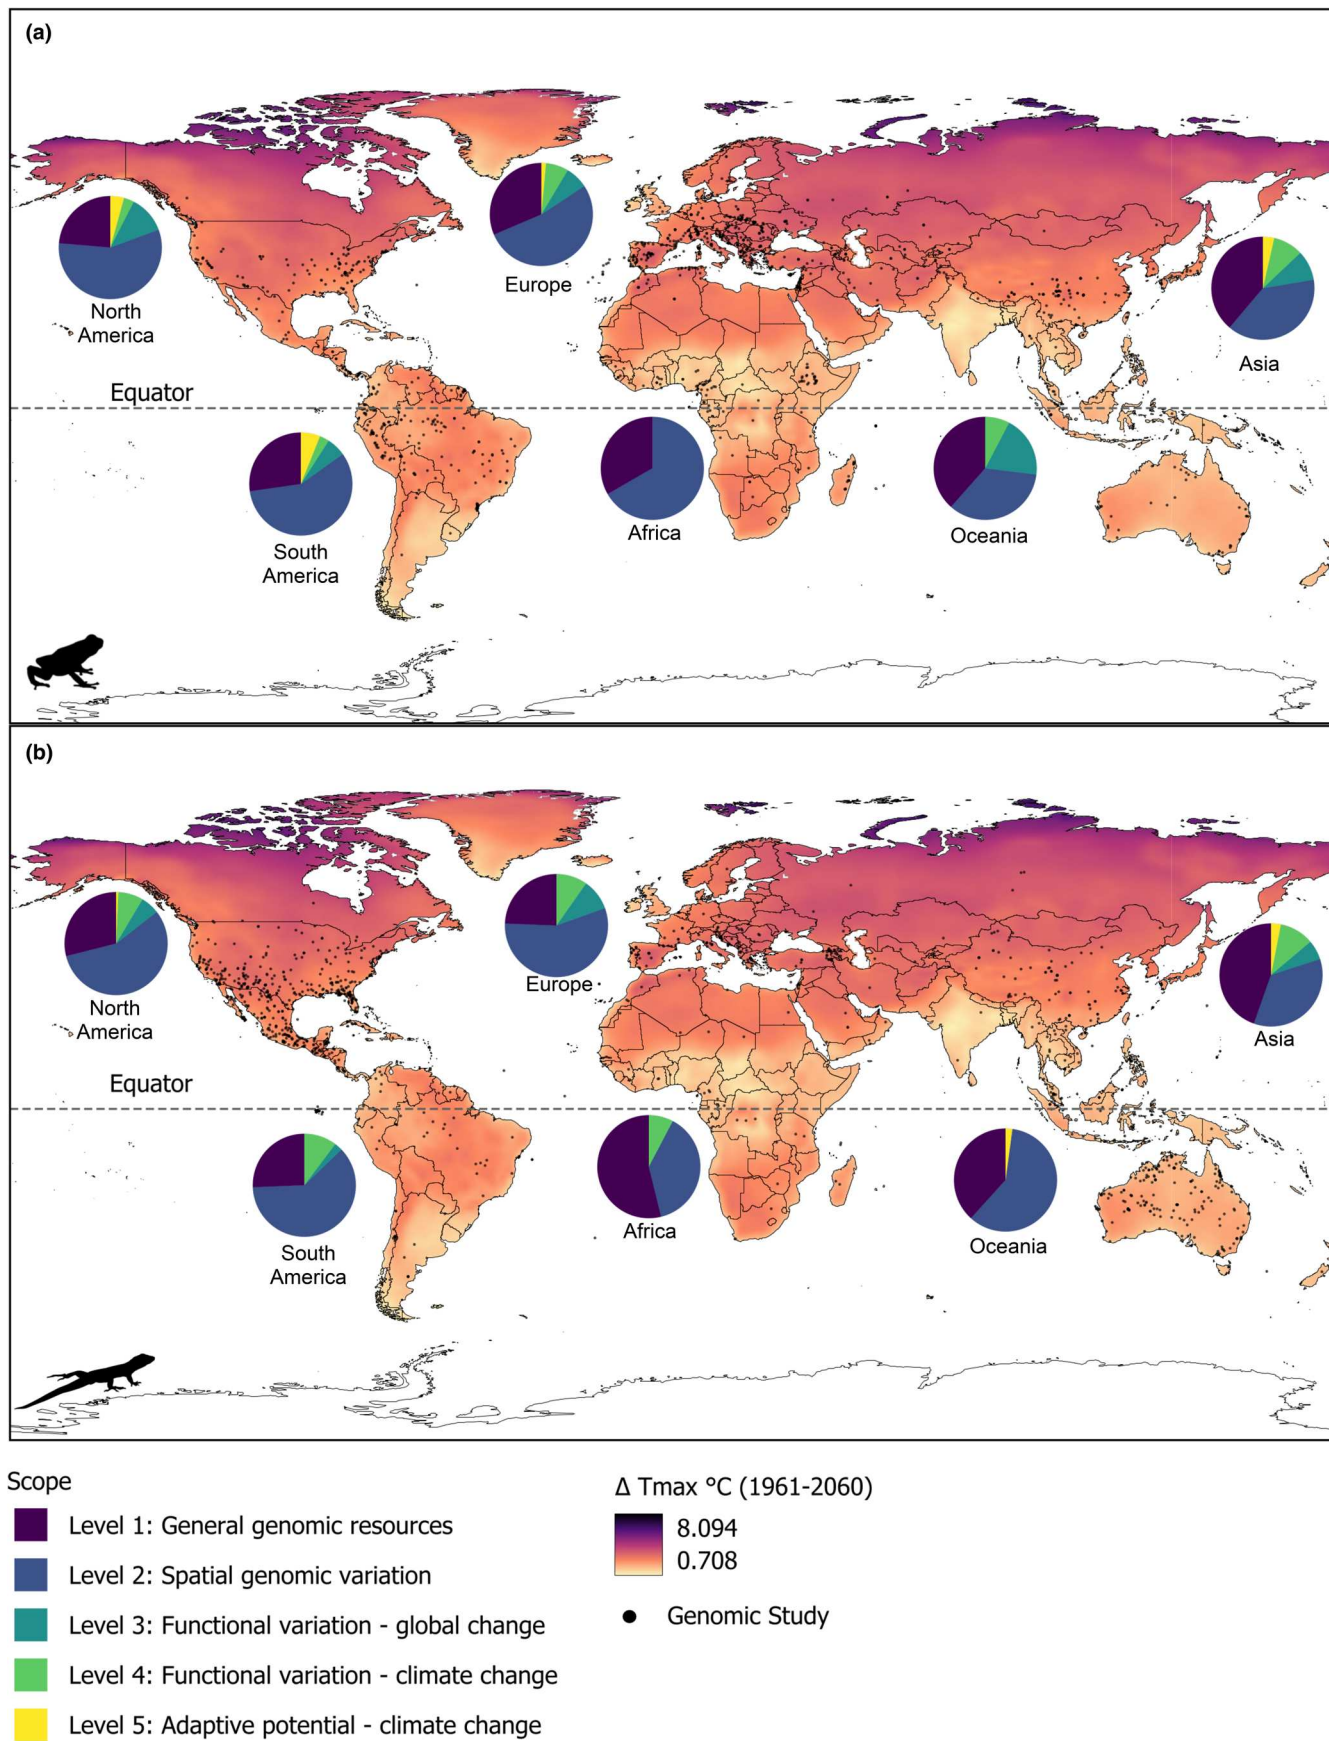 (a)
North
America
Europe
Asia
Equator
South
America
Africa
Oceania
(b)
North
America
Europe
Asia
Equator
South
America
Africa
Oceania
Scope
Level 1: General genomic resources
Level 2: Spatial genomic variation
Level 3: Functional variation - global change
Level 4: Functional variation - climate change
Level 5: Adaptive potential - climate change
Δ Tmax °C (1961-2060)
8.094
0.708
Genomic Study